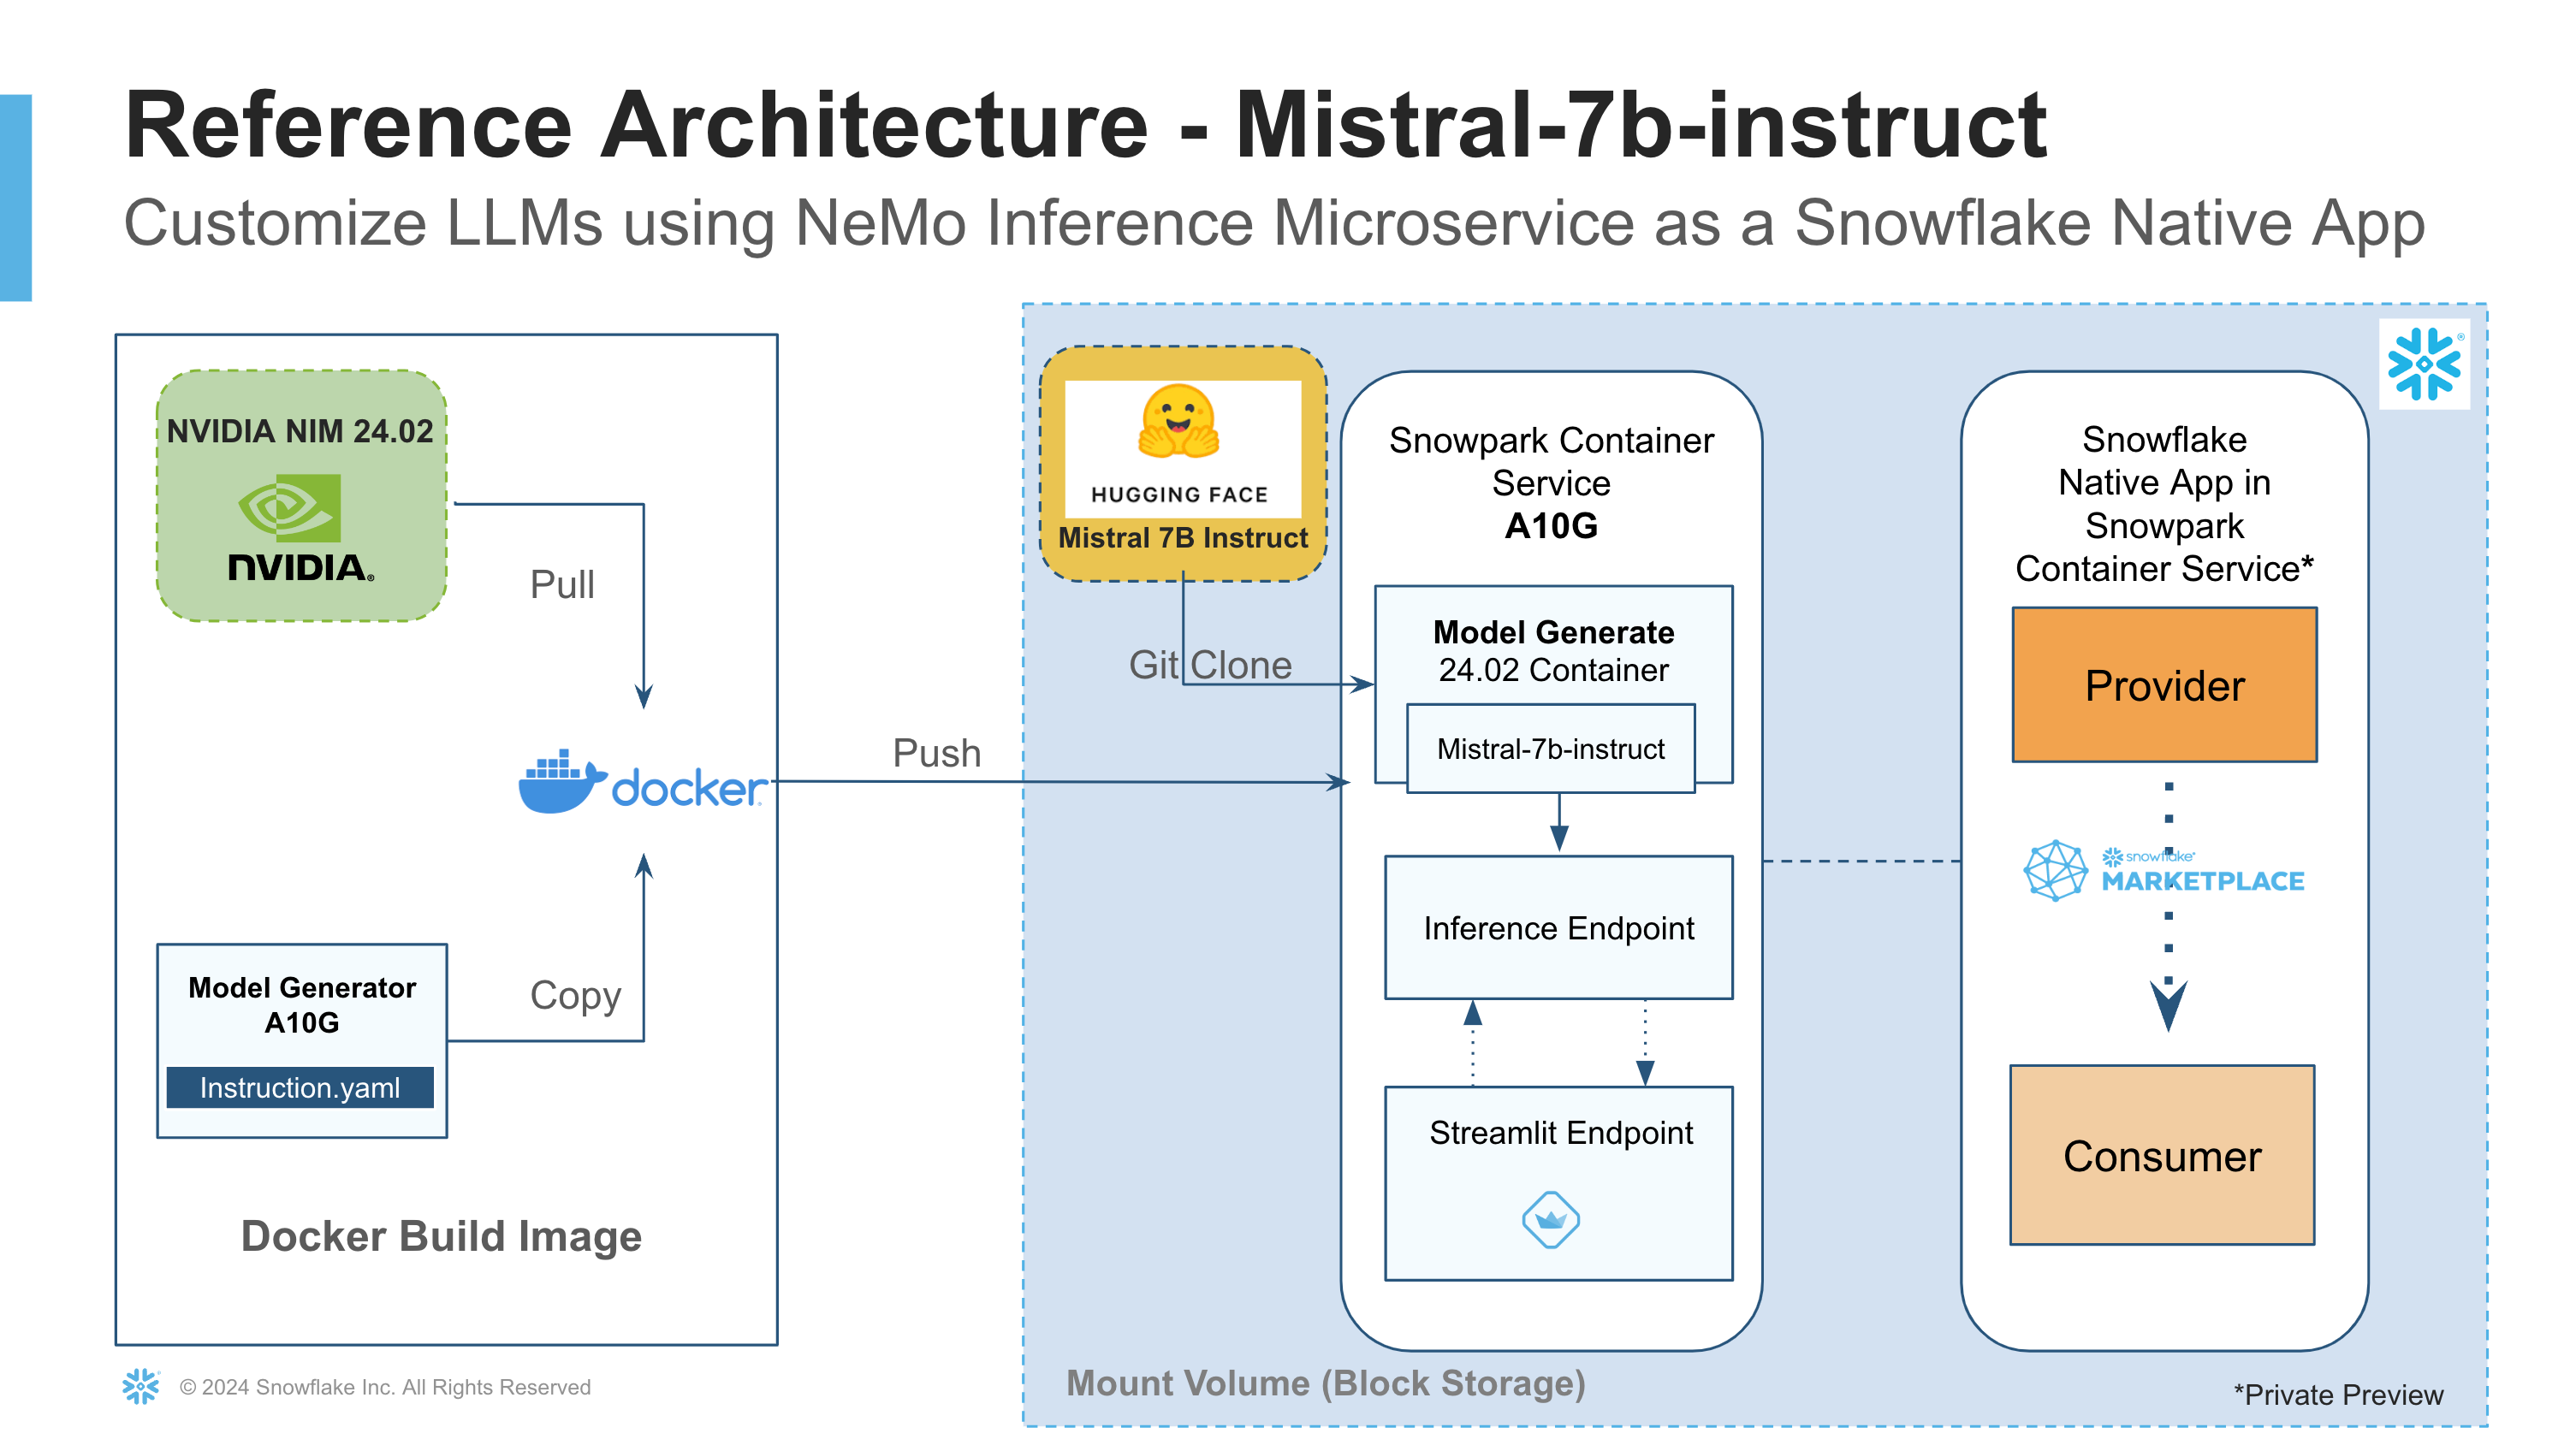 Reference Architecture - Mistral-7b-instruct
Customize LLMs using NeMo Inference Microservice as a Snowflake Native App
NVIDIA NIM 24.02
NVIDIA®
Pull
docker
Copy
Model Generator
A10G
Instruction.yaml
Docker Build Image
Push
HUGGING FACE
Mistral 7B Instruct
Git Clone
Snowpark Container
Service
A10G
Model Generate
24.02 Container
Mistral-7b-instruct
Inference Endpoint
Streamlit Endpoint
Snowflake
Native App in
Snowpark
Container Service*
Provider
snowflake®
MARKETPLACE
Consumer
Mount Volume (Block Storage)
*Private Preview
© 2024 Snowflake Inc. All Rights Reserved